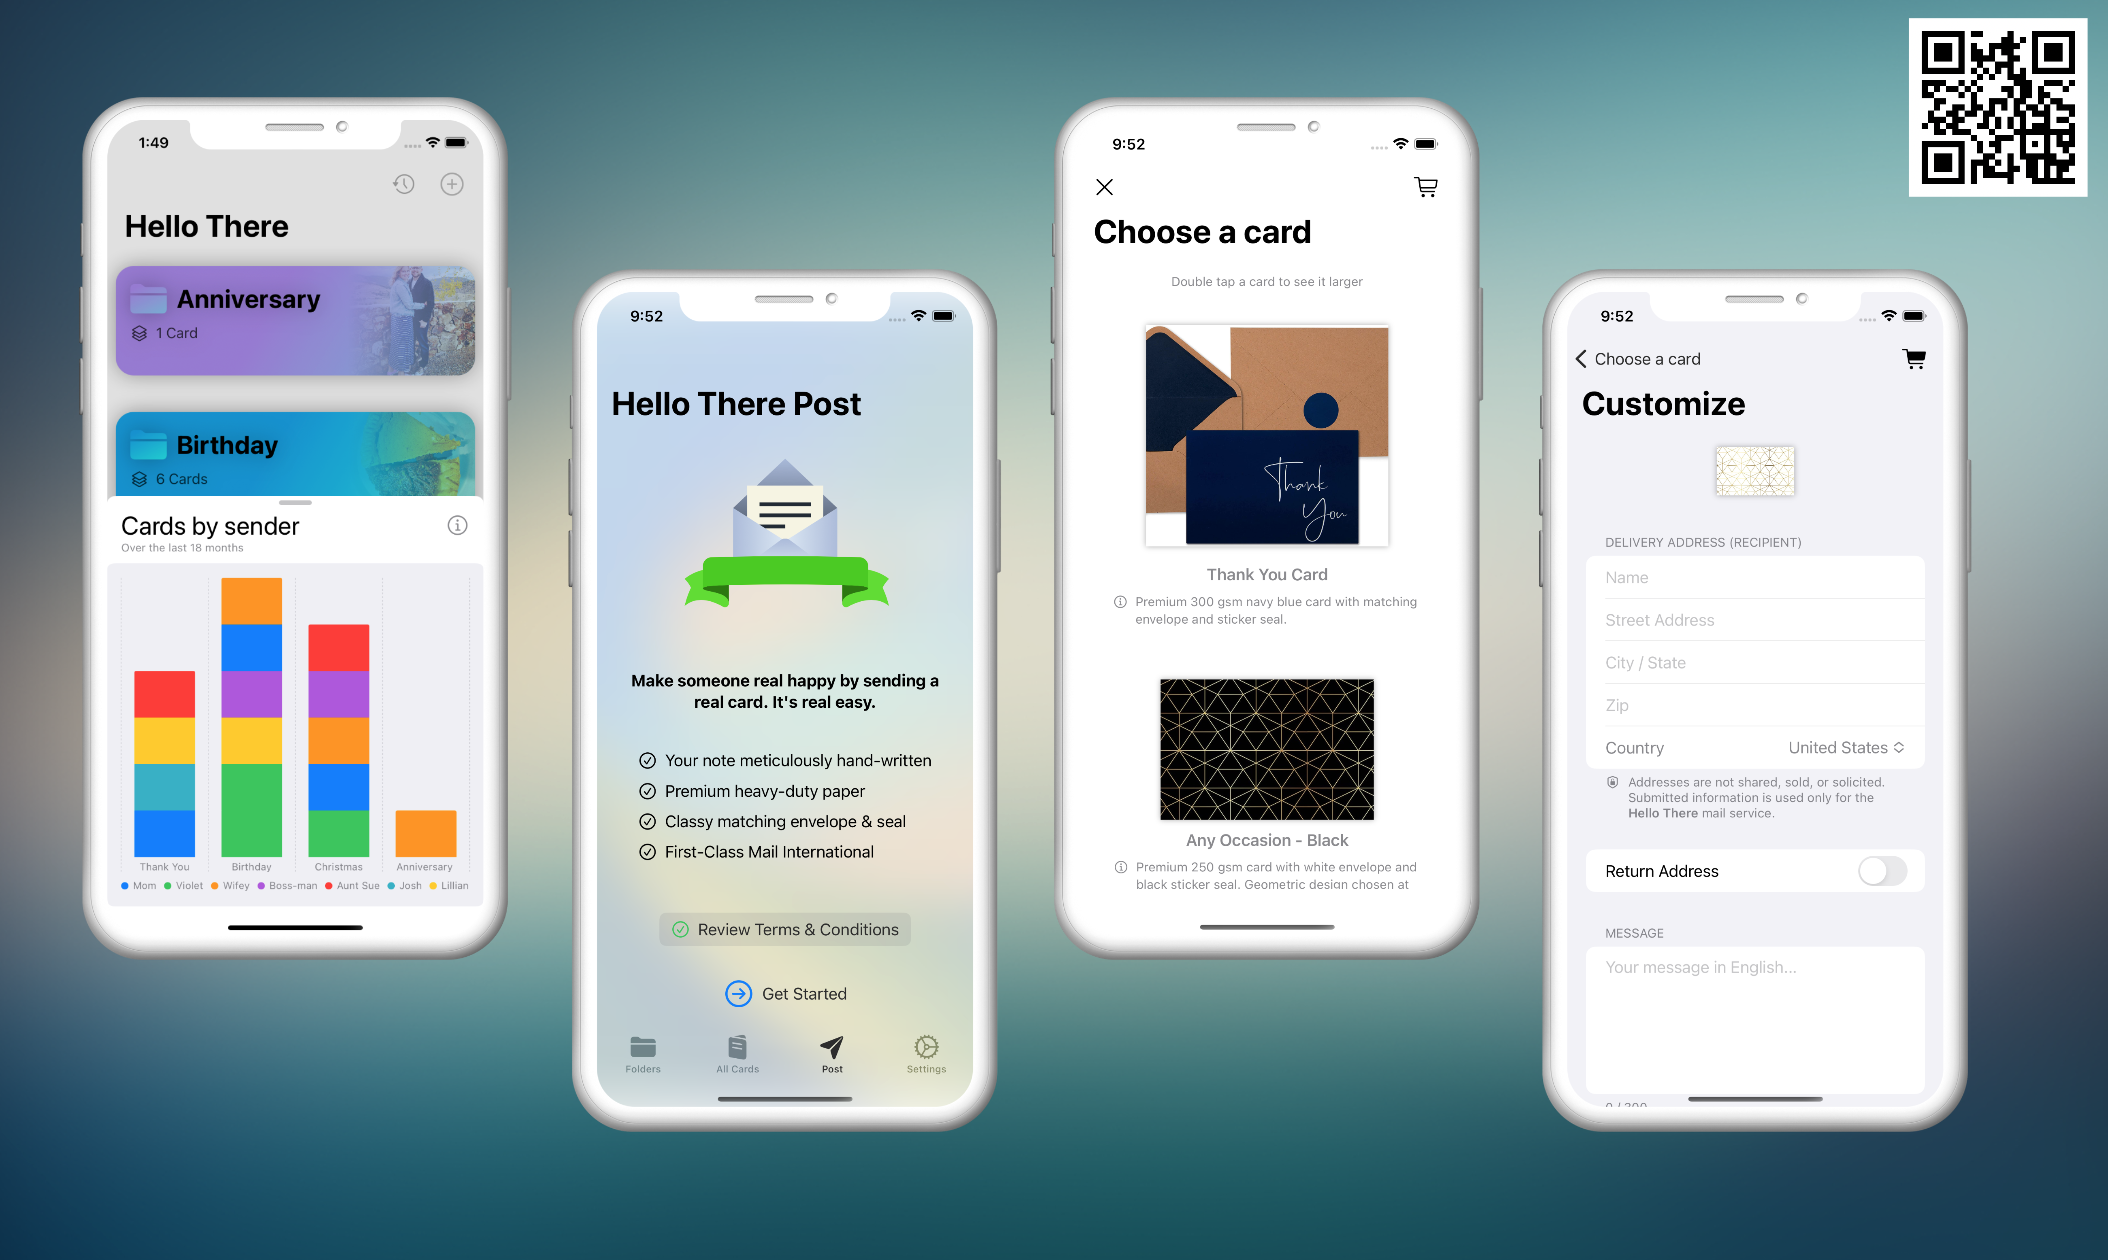 1:49
Hello There
Anniversary
1 Card
Birthday
6 Cards
Cards by sender
Over the last 18 months
Thank You
Birthday
Christmas
Anniversary
Mom
Violet
Wifey
Boss-man
Aunt Sue
Josh
Lillian
9:52
Hello There Post
Make someone real happy by sending a
real card. It's real easy.
Your note meticulously hand-written
Premium heavy-duty paper
Classy matching envelope & seal
First-Class Mail International
Review Terms & Conditions
Get Started
Folders
All Cards
Post
Settings
9:52
Choose a card
Double tap a card to see it larger
Thank
You
Thank You Card
Premium 300 gsm navy blue card with matching
envelope and sticker seal.
Any Occasion - Black
Premium 250 gsm card with white envelope and
black sticker seal. Geometric design chosen at
9:52
Choose a card
Customize
DELIVERY ADDRESS (RECIPIENT)
Name
Street Address
City / State
Zip
Country
United States
Addresses are not shared, sold, or solicited.
Submitted information is used only for the
Hello There mail service.
Return Address
MESSAGE
Your message in English...